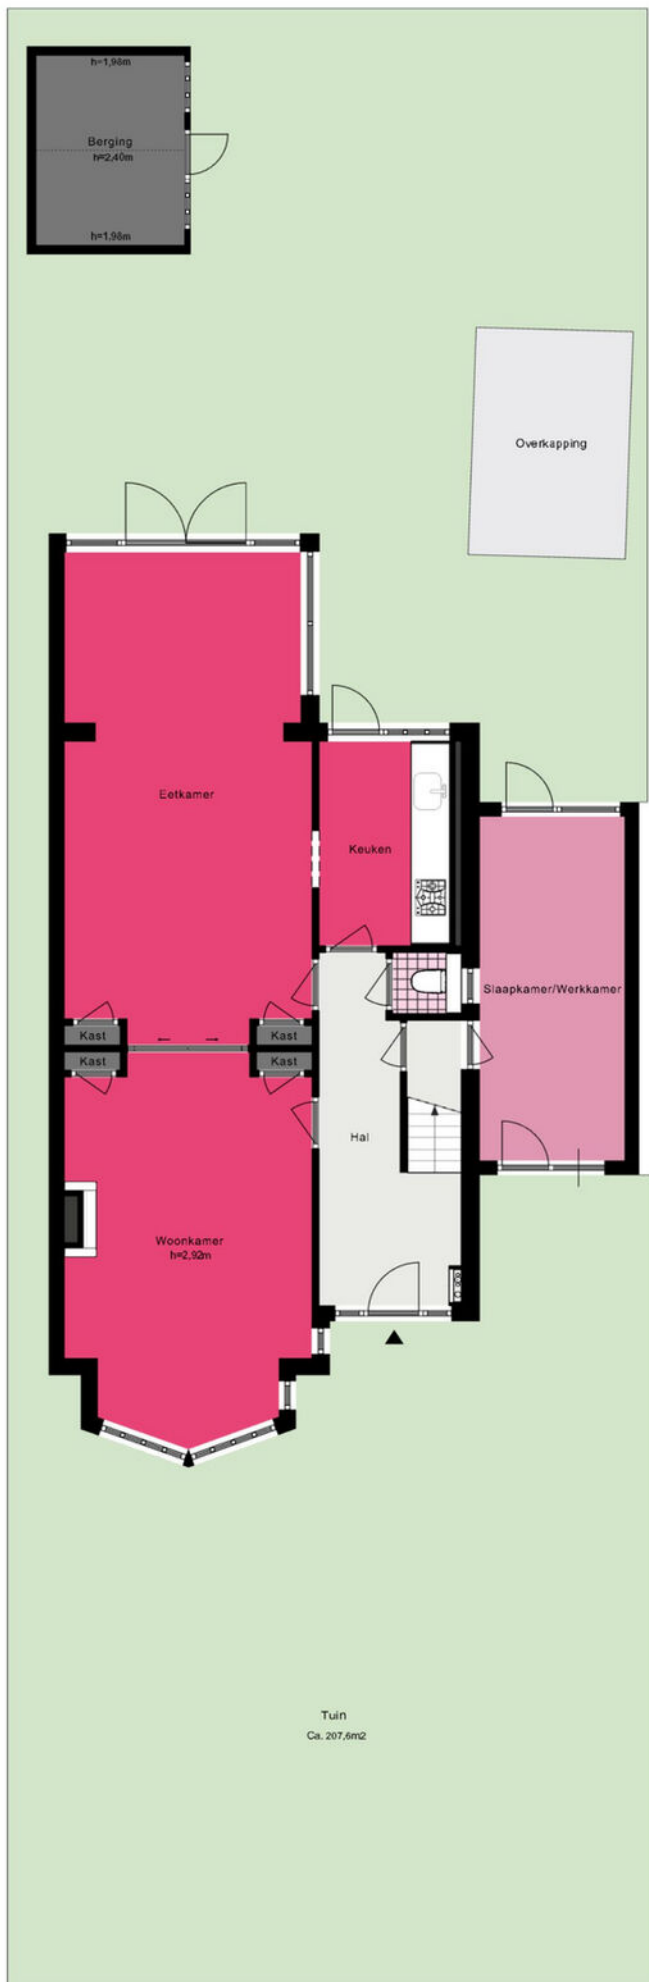 h=1,98m
Berging
h=2,40m
h=1,98m
Overkapping
Eetkamer
Keuken
Slaapkamer/Werkkamer
Kast
Kast
Kast
Kast
Hal
Woonkamer
h=2,92m
Tuin
Ca. 207,6m2